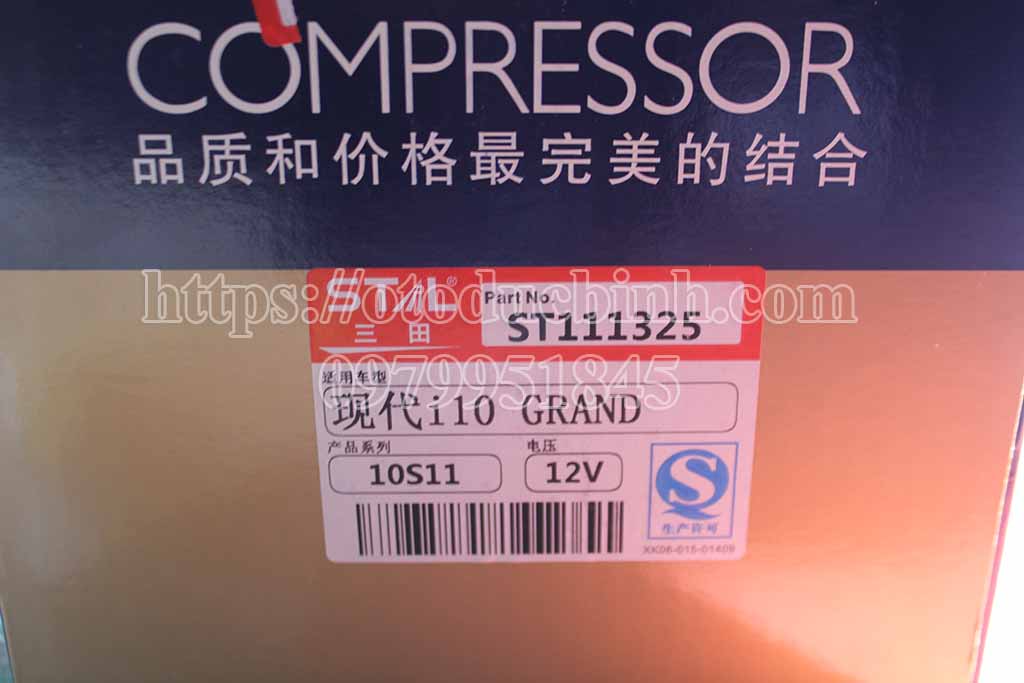 COMPRESSOR
品质和价格最完美的结合
https://otoducbinh.com
STAL®
三田
Part No.
ST111325
0979951845
适用车型
现代i10 GRAND
产品系列
电压
10S11
12V
S
生产许可
XK06-015-01409